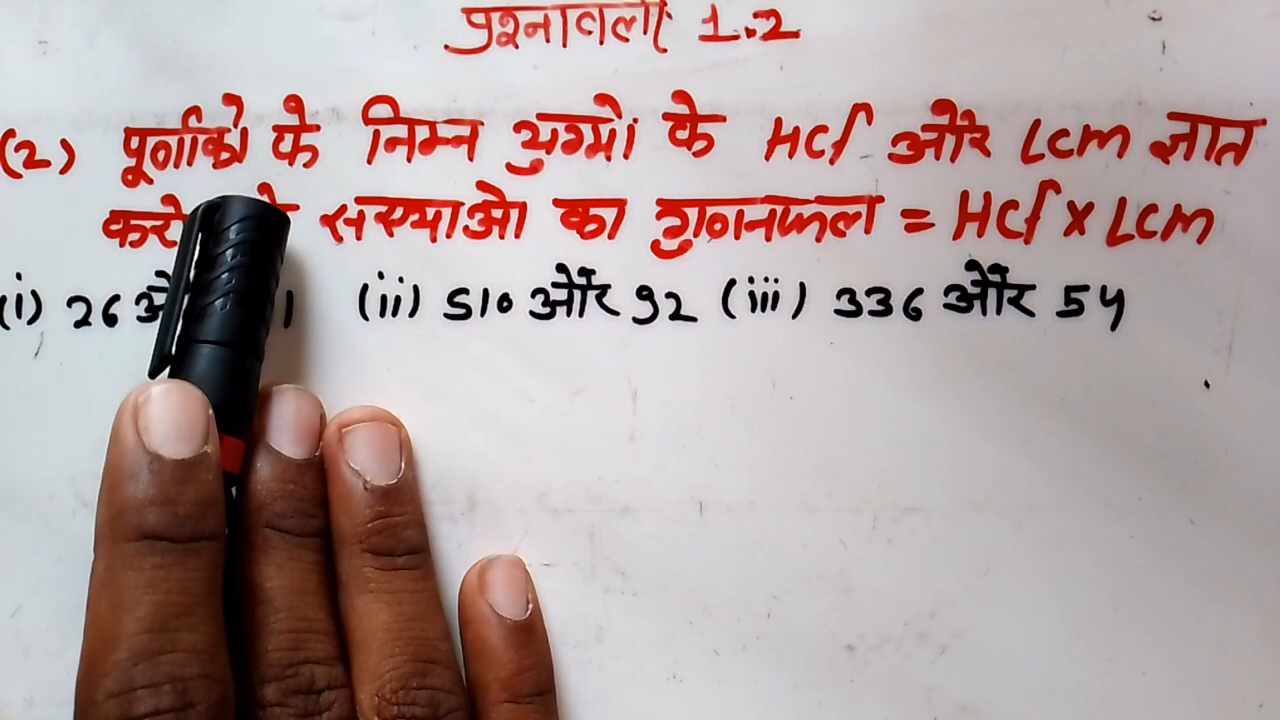 प्रश्नावली 1.2
(2) पूर्णाको के निम्न युग्मो के HCf और LCM ज्ञात
करो संख्याओ का गुणनफल = HCf x LCM
(i) 26 (ii) 510 और 92 (iii) 336 और 54